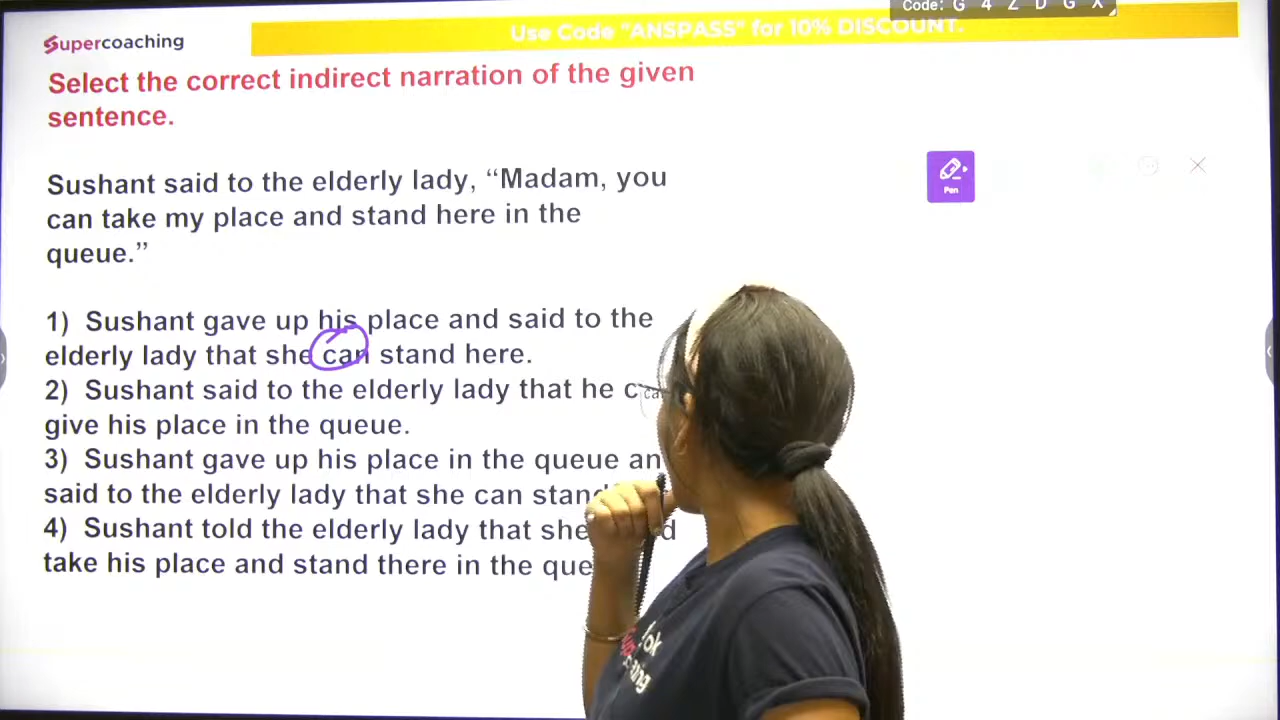 Code: G 4 Z D G X
Supercoaching
Use Code "ANSPASS" for 10% DISCOUNT.
Select the correct indirect narration of the given
sentence.
Sushant said to the elderly lady, “Madam, you
can take my place and stand here in the
queue.”
1) Sushant gave up his place and said to the
elderly lady that she can stand here.
2) Sushant said to the elderly lady that he
give his place in the queue.
3) Sushant gave up his place in the queue
said to the elderly lady that she can
4) Sushant told the elderly lady that she
take his place and stand there in the
Pen